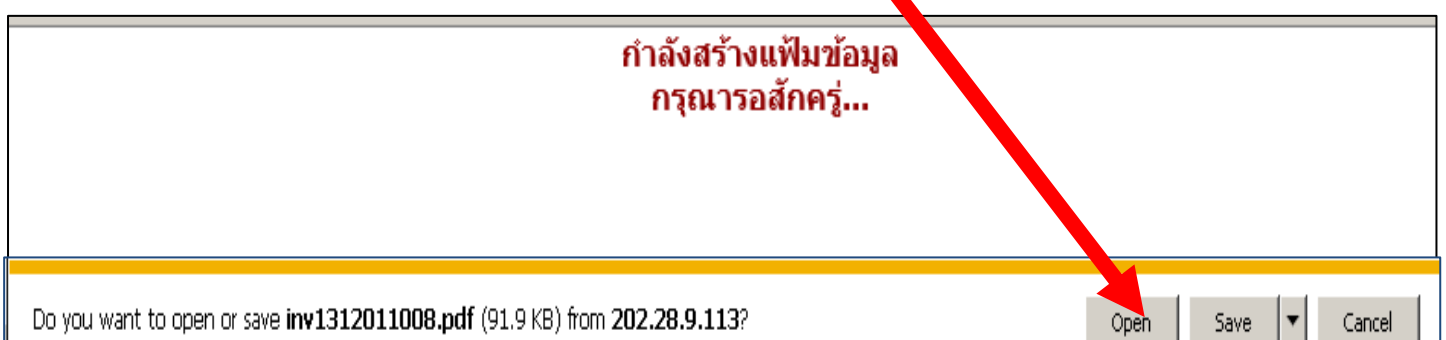 กำลังสร้างแฟ้มข้อมูล
กรุณารอสักครู่...
Do you want to open or save inv1312011008.pdf (91.9 KB) from 202.28.9.113?
Open Save Cancel